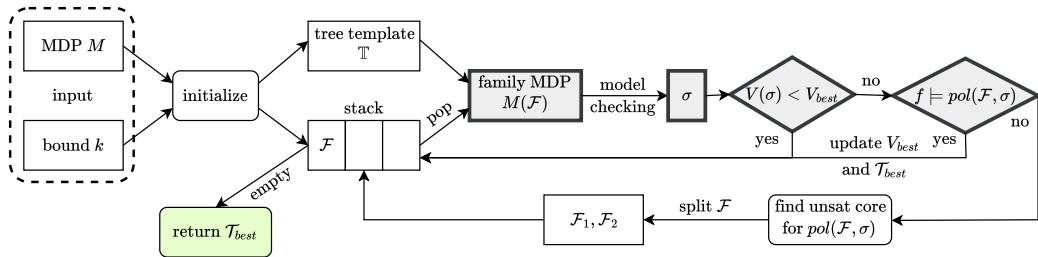 MDP M
input
bound k
initialize
tree template
𝕋
stack
ℱ
pop
empty
return 𝒯_best
family MDP
M(ℱ)
model
checking
σ
V(σ) < V_best
no
yes
f ⊨ pol(ℱ, σ)
no
yes
update V_best
and 𝒯_best
find unsat core
for pol(ℱ, σ)
split ℱ
ℱ₁, ℱ₂